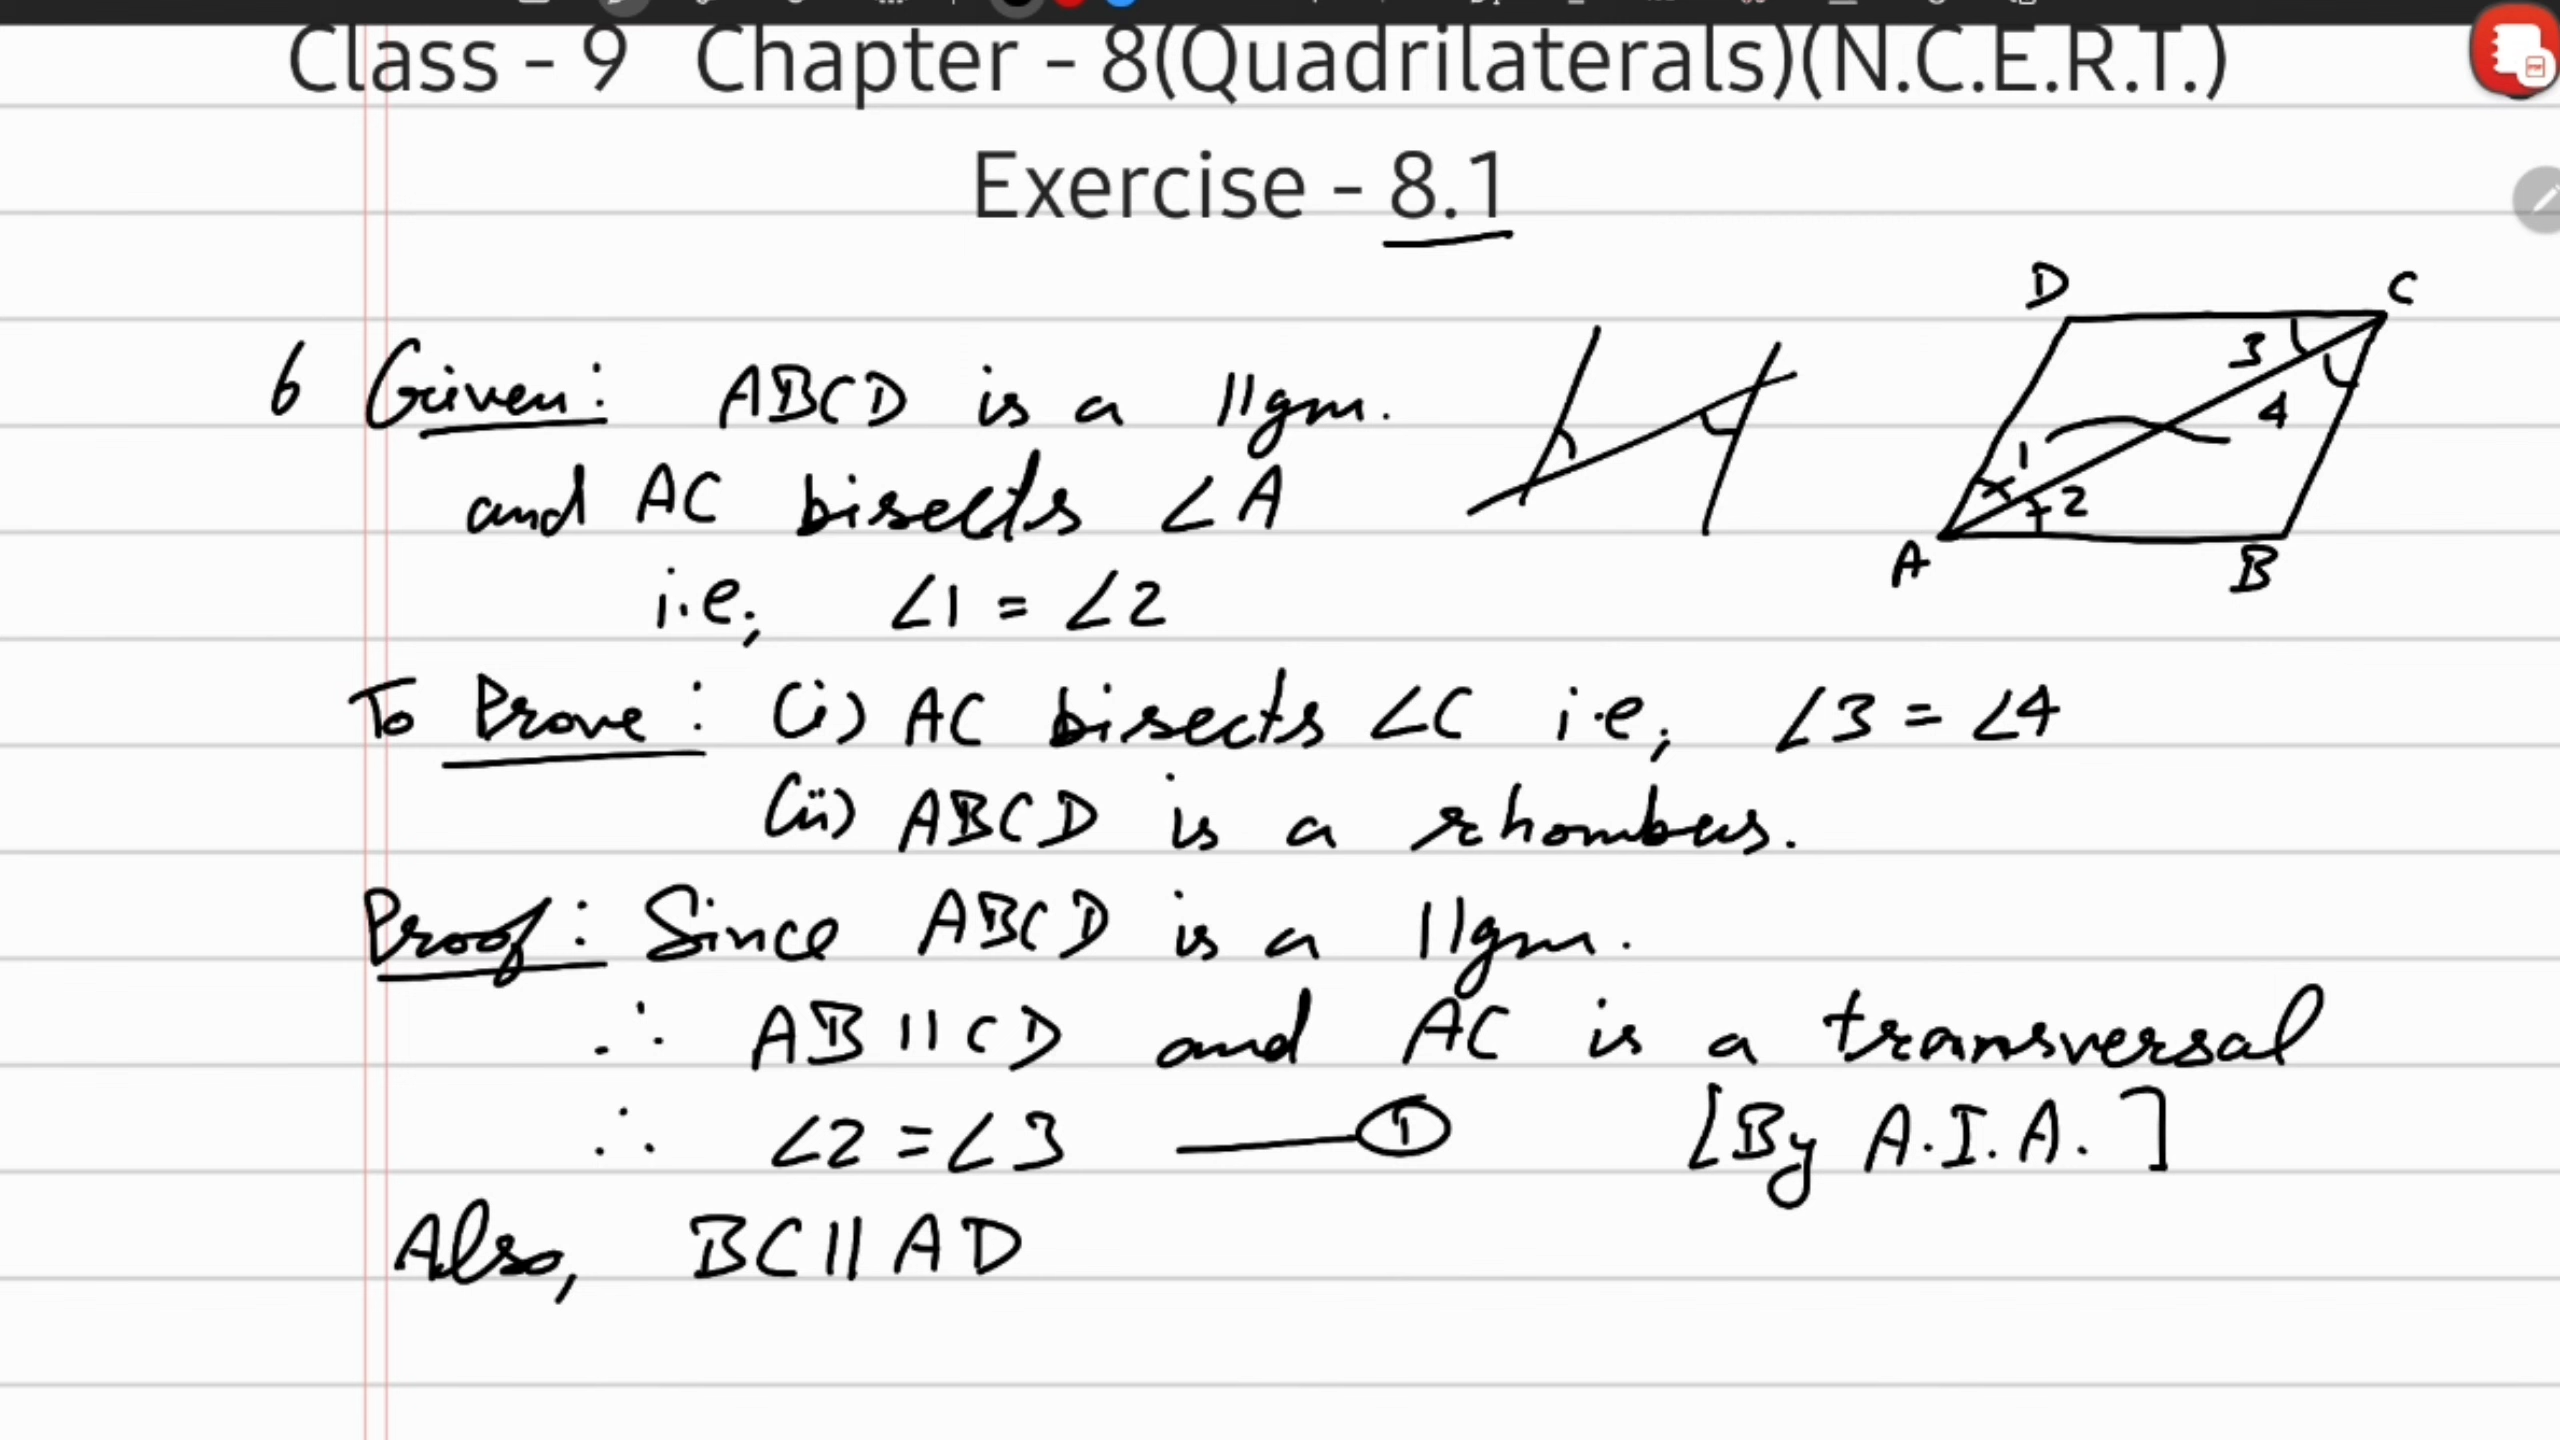 Class - 9 Chapter - 8(Quadrilaterals)(N.C.E.R.T.)
Exercise - 8.1
6 Given: ABCD is a ||gm.
and AC bisects ∠A
i.e; ∠1 = ∠2
D C
3
4
1
2
A B
To Prove: (i) AC bisects ∠C i.e; ∠3 = ∠4
(ii) ABCD is a rhombus.
Proof: Since ABCD is a ||gm.
∴ AB || CD and AC is a transversal
∴ ∠2 = ∠3 —— ① [By A.I.A.]
Also, BC || AD